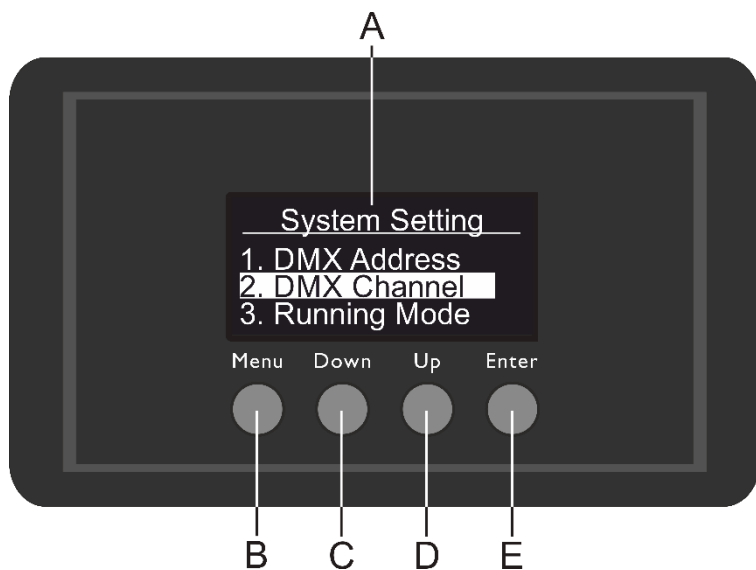 A
System Setting
1. DMX Address
2. DMX Channel
3. Running Mode
Menu Down Up Enter
B C D E